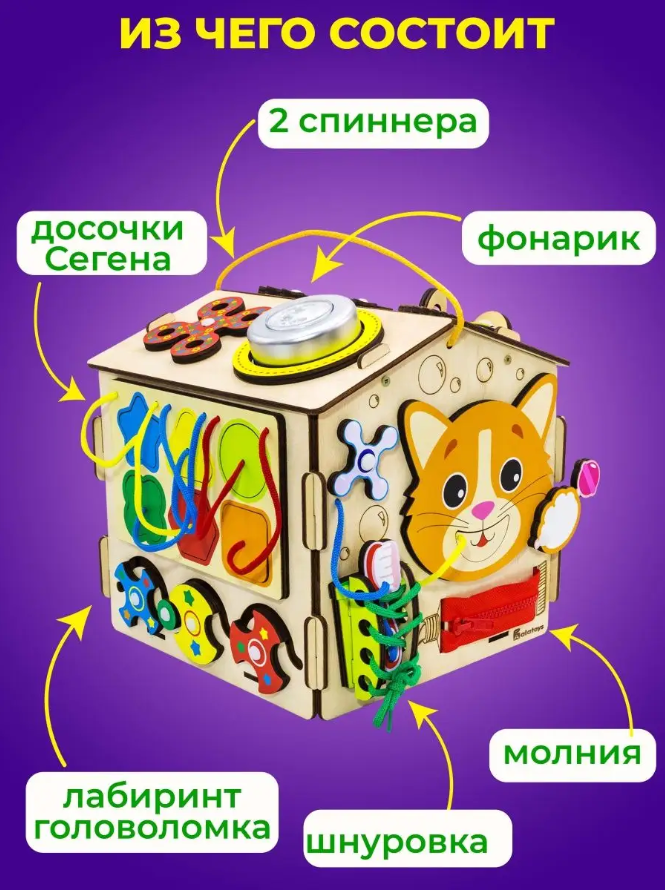 ИЗ ЧЕГО СОСТОИТ
2 спиннера
досочки
Сегена
фонарик
молния
лабиринт
головоломка
шнуровка